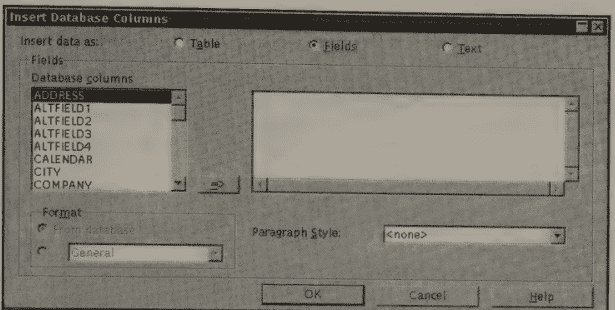 Insert Database Columns
Insert data as: Table Fields Text
Fields
Database columns
ADDRESS
ALTFIELD1
ALTFIELD2
ALTFIELD3
ALTFIELD4
CALENDAR
CITY
COMPANY
Format
From database
General
Paragraph Style: <none>
OK Cancel Help